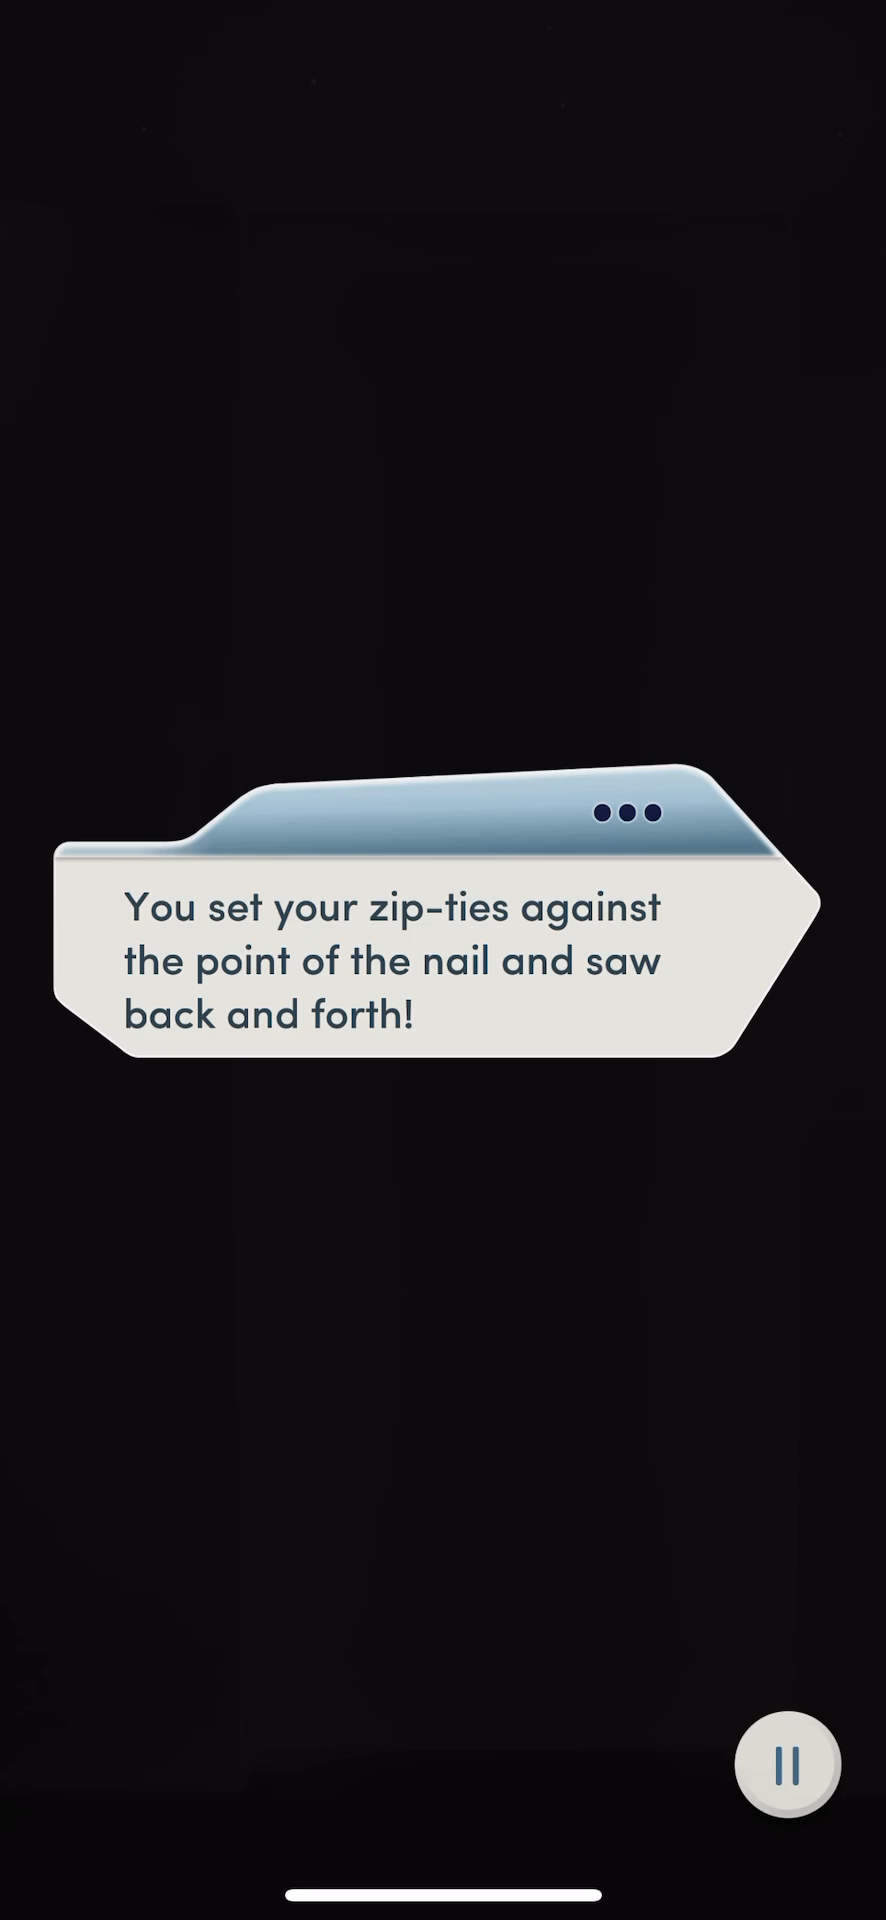 You set your zip-ties against
the point of the nail and saw
back and forth!